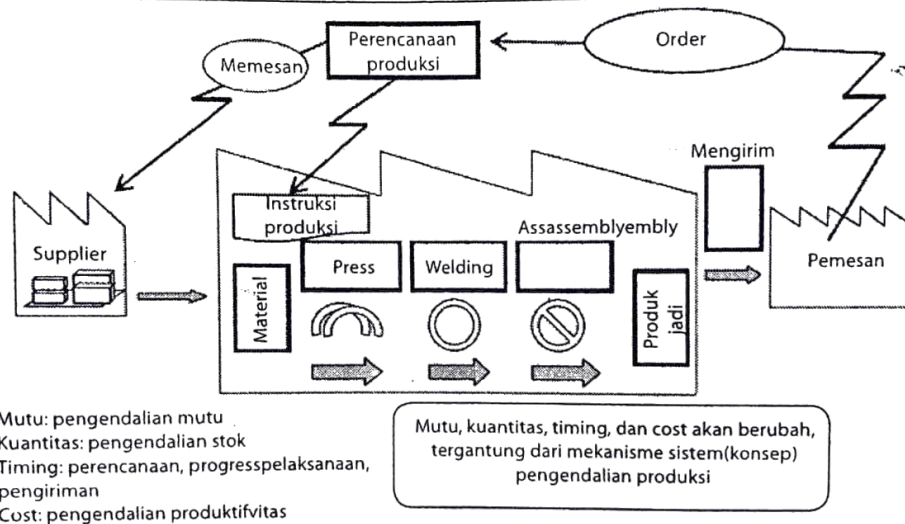 Order
Perencanaan
produksi
Memesan
Mengirim
Instruksi
produksi
Assassemblyembly
Supplier
Press
Welding
Pemesan
Material
Produk
jadi
Mutu: pengendalian mutu
Kuantitas: pengendalian stok
Timing: perencanaan, progresspelaksanaan,
pengiriman
Cost: pengendalian produktifvitas
Mutu, kuantitas, timing, dan cost akan berubah,
tergantung dari mekanisme sistem(konsep)
pengendalian produksi